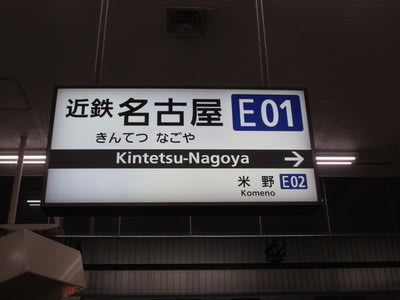 近鉄名古屋 E01
きんてつ なごや
Kintetsu-Nagoya →
米野 E02
Komeno